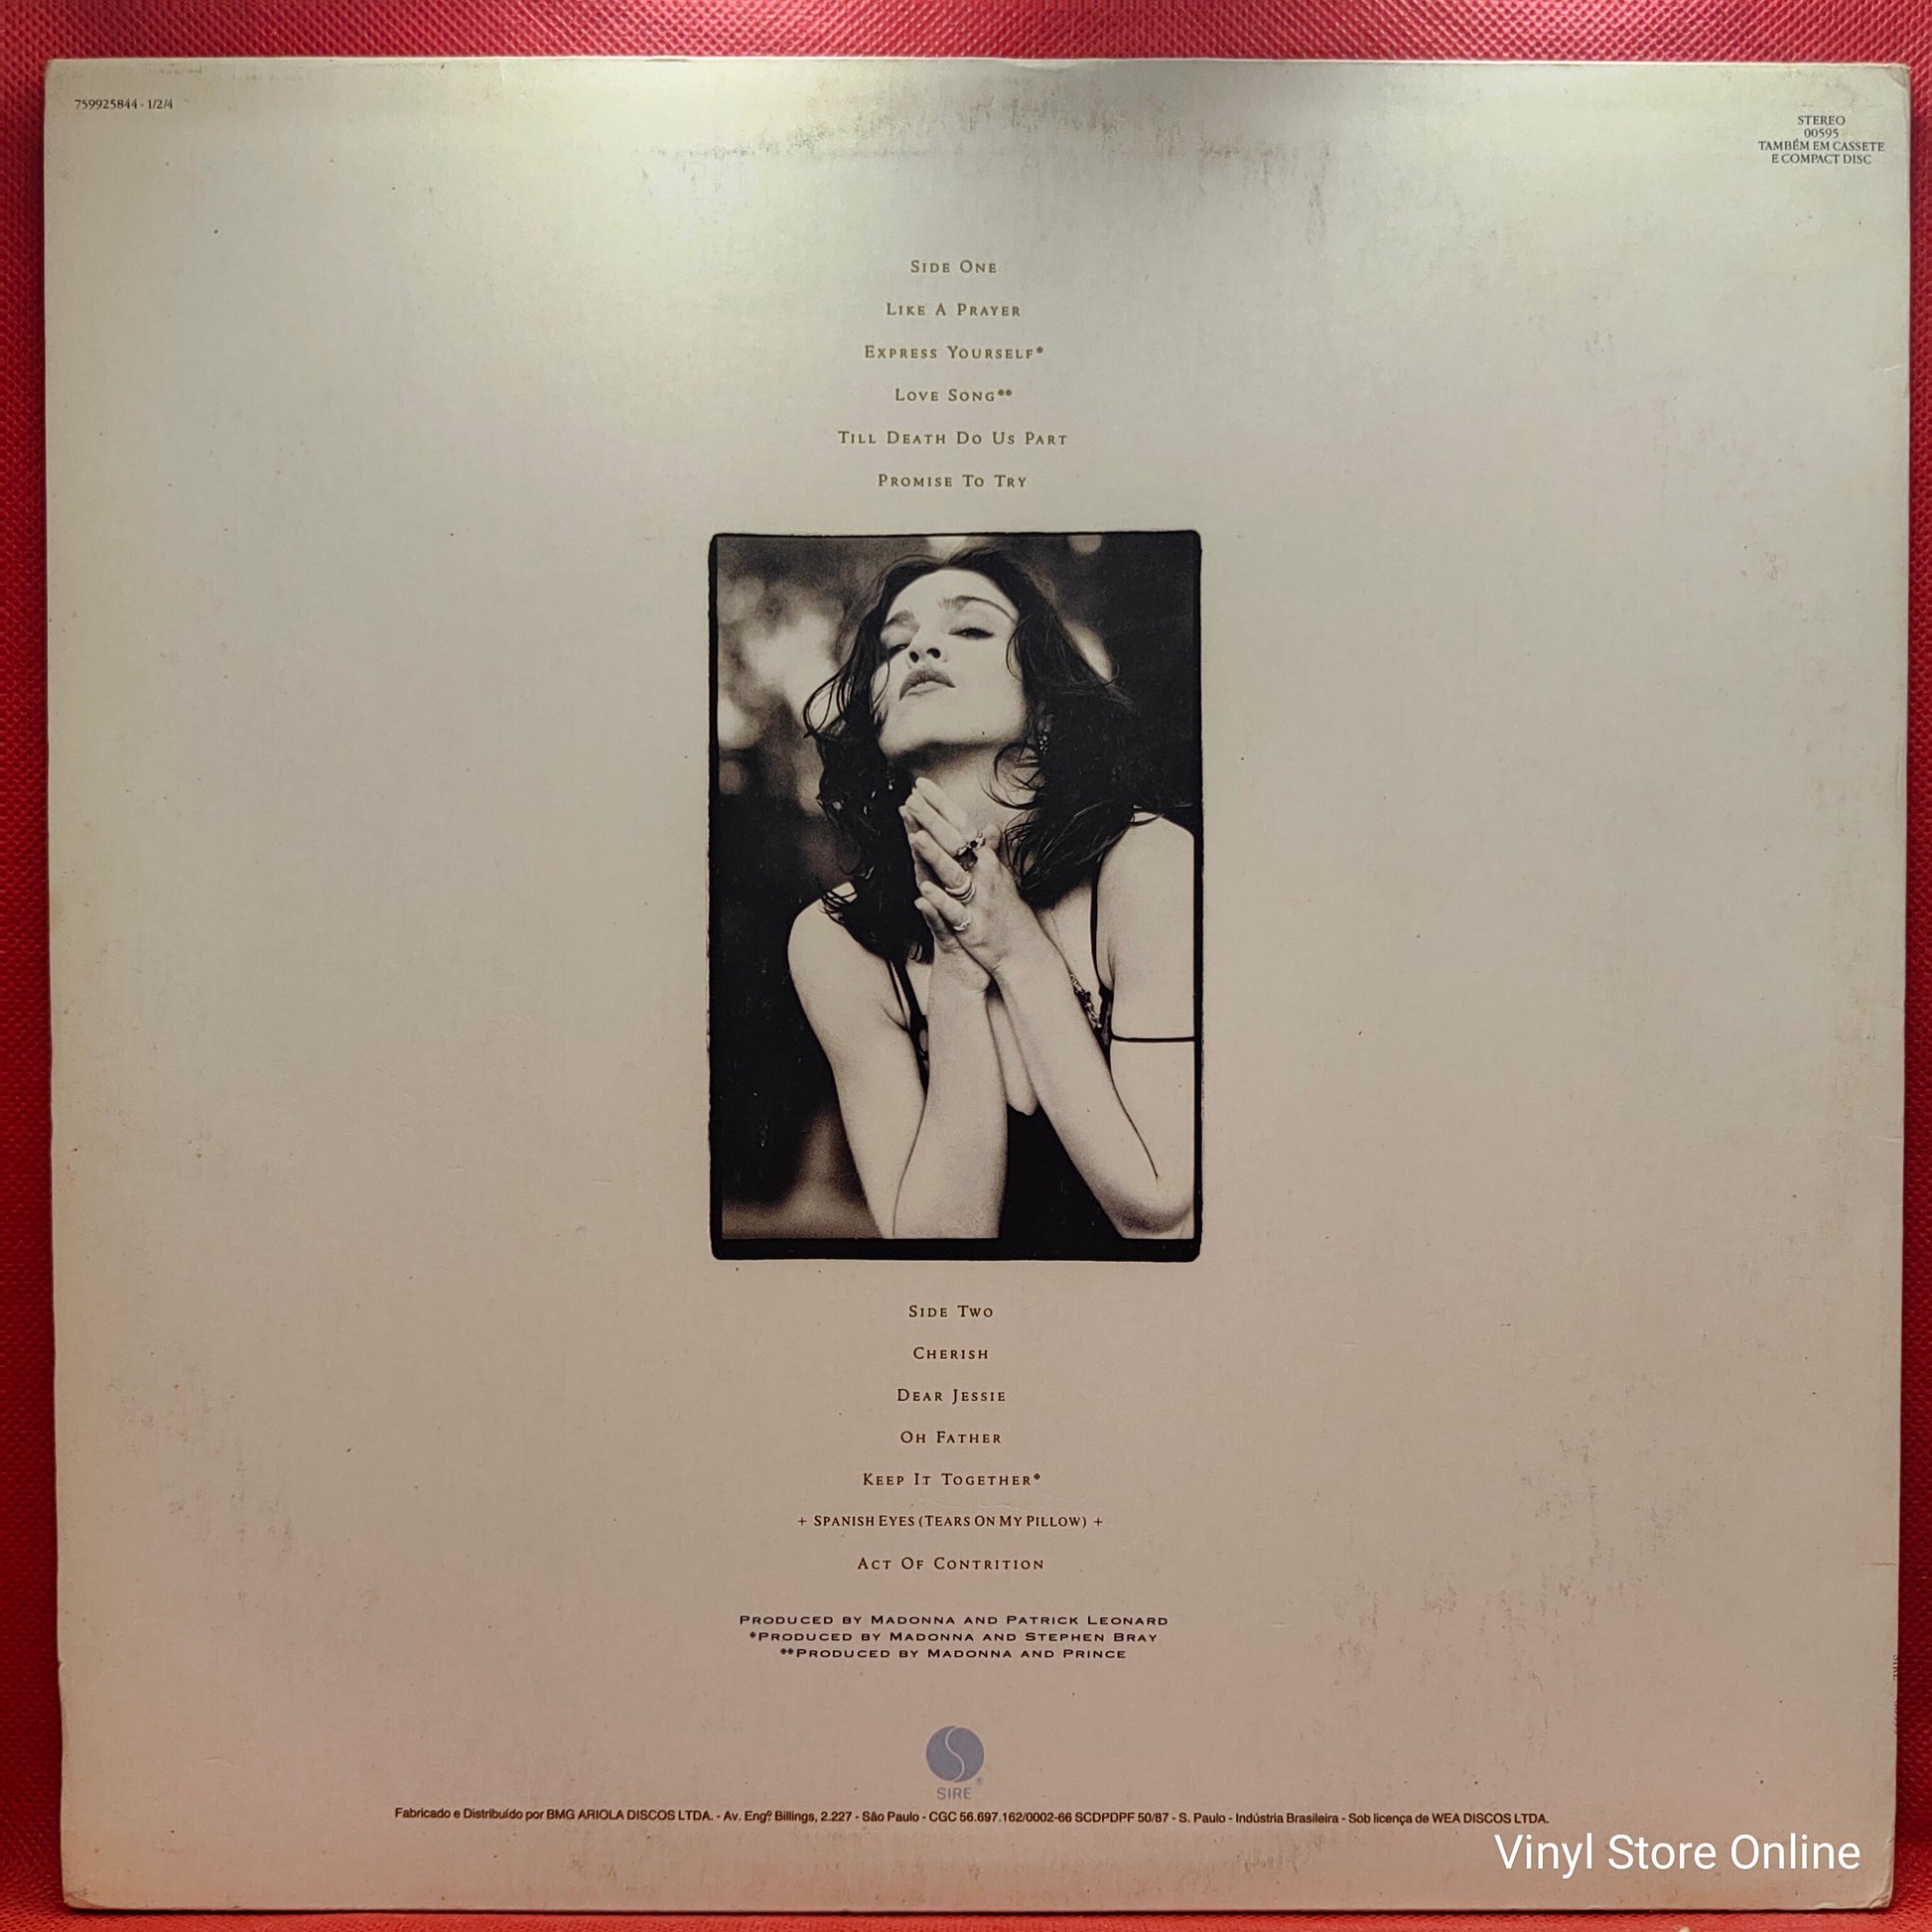 759925844 - 1/2/4
STEREO
00595
TAMBÉM EM CASSETE
E COMPACT DISC
SIDE ONE
LIKE A PRAYER
EXPRESS YOURSELF*
LOVE SONG**
TILL DEATH DO US PART
PROMISE TO TRY
SIDE TWO
CHERISH
DEAR JESSIE
OH FATHER
KEEP IT TOGETHER*
+ SPANISH EYES (TEARS ON MY PILLOW) +
ACT OF CONTRITION
PRODUCED BY MADONNA AND PATRICK LEONARD
*PRODUCED BY MADONNA AND STEPHEN BRAY
**PRODUCED BY MADONNA AND PRINCE
SIRE®
Fabricado e Distribuído por BMG ARIOLA DISCOS LTDA. - Av. Engº Billings, 2.227 - São Paulo - CGC 56.697.162/0002-66 SCDPDPF 50/87 - S. Paulo - Indústria Brasileira - Sob licença de WEA DISCOS LTDA.
Vinyl Store Online